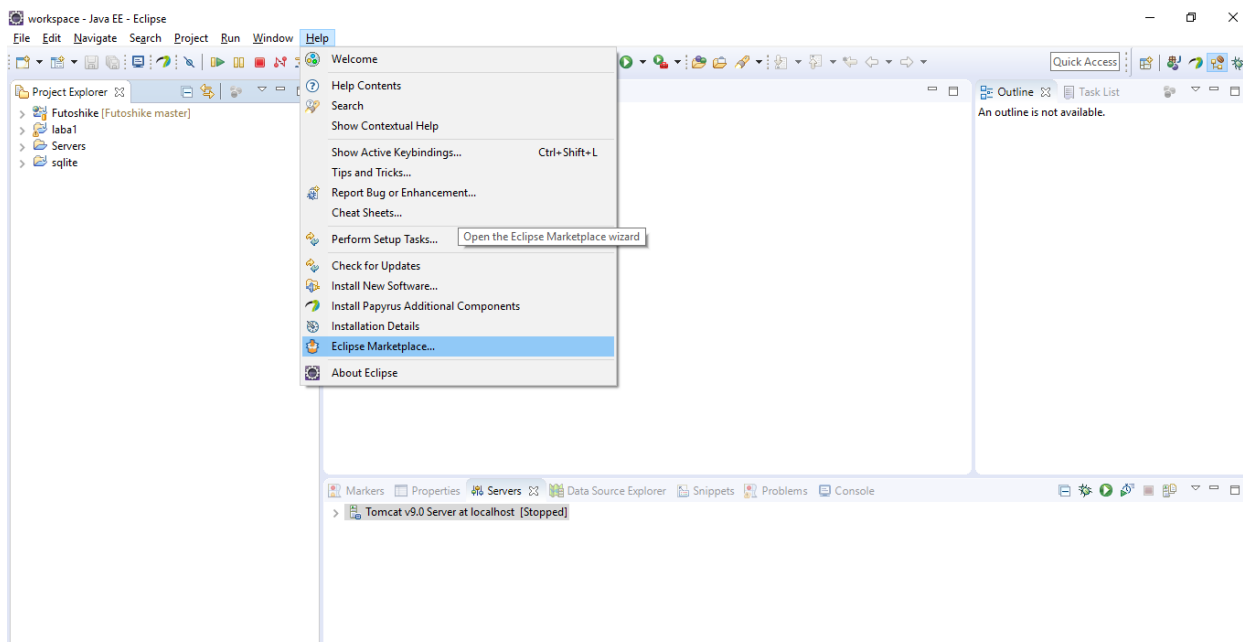 workspace - Java EE - Eclipse
File Edit Navigate Search Project Run Window Help
Quick Access
Project Explorer
Futoshike [Futoshike master]
laba1
Servers
sqlite
Welcome
Help Contents
Search
Show Contextual Help
Show Active Keybindings... Ctrl+Shift+L
Tips and Tricks...
Report Bug or Enhancement...
Cheat Sheets...
Perform Setup Tasks...
Open the Eclipse Marketplace wizard
Check for Updates
Install New Software...
Install Papyrus Additional Components
Installation Details
Eclipse Marketplace...
About Eclipse
Outline Task List
An outline is not available.
Markers Properties Servers Data Source Explorer Snippets Problems Console
Tomcat v9.0 Server at localhost [Stopped]